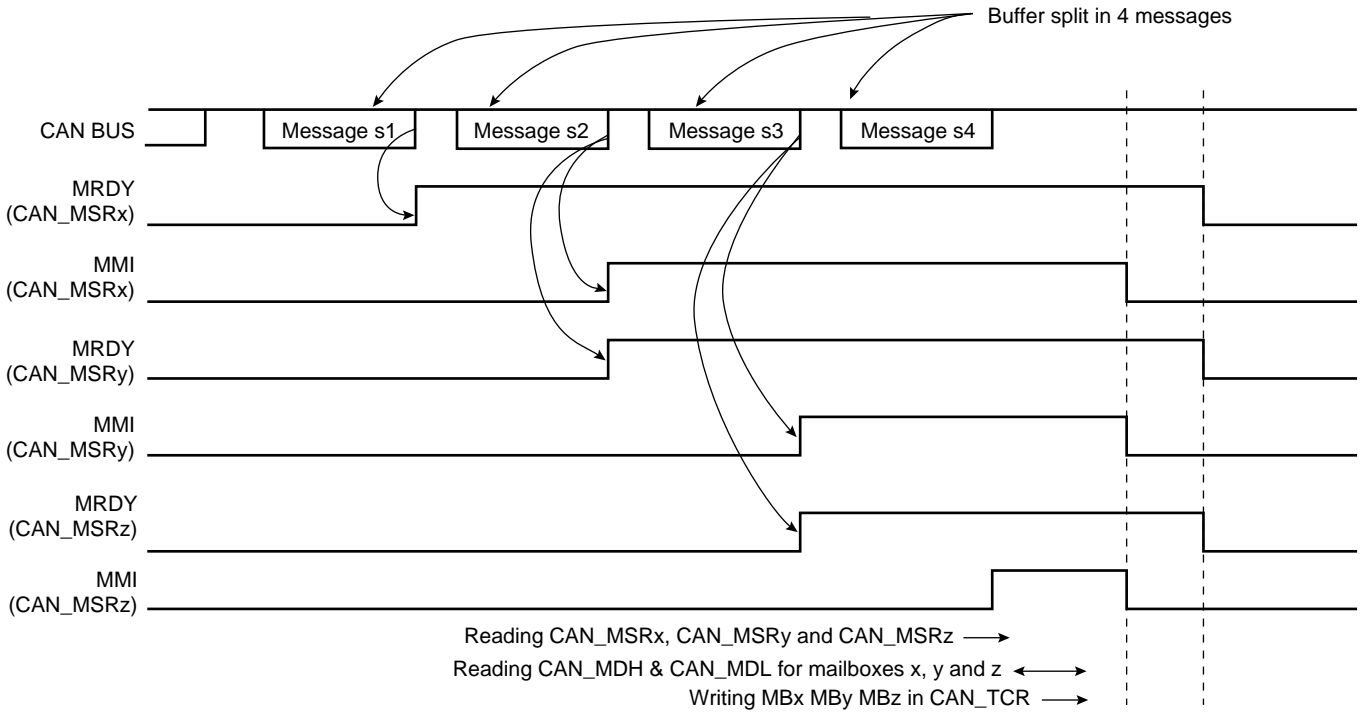 Buffer split in 4 messages
CAN BUS
Message s1
Message s2
Message s3
Message s4
MRDY
(CAN_MSRx)
MMI
(CAN_MSRx)
MRDY
(CAN_MSRy)
MMI
(CAN_MSRy)
MRDY
(CAN_MSRz)
MMI
(CAN_MSRz)
Reading CAN_MSRx, CAN_MSRy and CAN_MSRz
Reading CAN_MDH & CAN_MDL for mailboxes x, y and z
Writing MBx MBy MBz in CAN_TCR